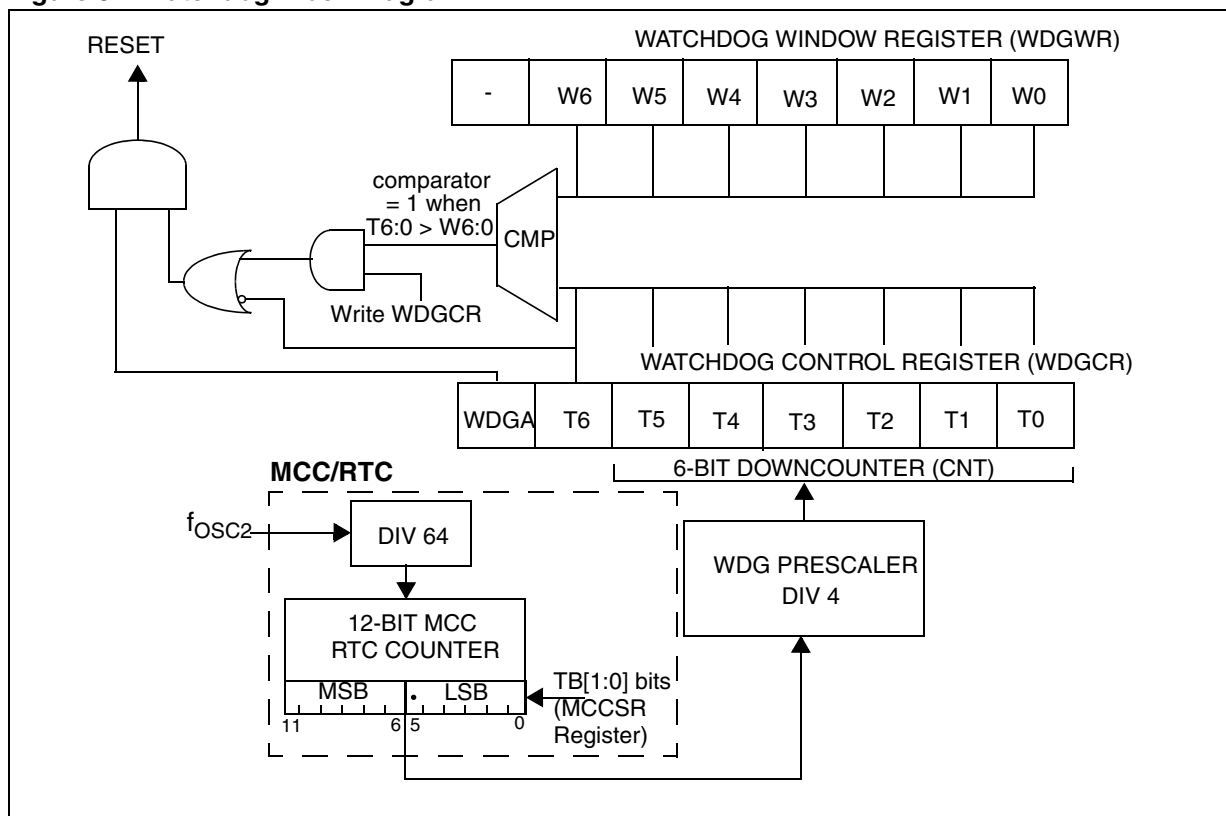 RESET
WATCHDOG WINDOW REGISTER (WDGWR)
- W6 W5 W4 W3 W2 W1 W0
comparator
= 1 when
T6:0 > W6:0
CMP
Write WDGCR
WATCHDOG CONTROL REGISTER (WDGCR)
WDGA T6 T5 T4 T3 T2 T1 T0
6-BIT DOWNCOUNTER (CNT)
MCC/RTC
fOSC2
DIV 64
WDG PRESCALER
DIV 4
12-BIT MCC
RTC COUNTER
MSB LSB
11 6 5 0
TB[1:0] bits
(MCCSR
Register)